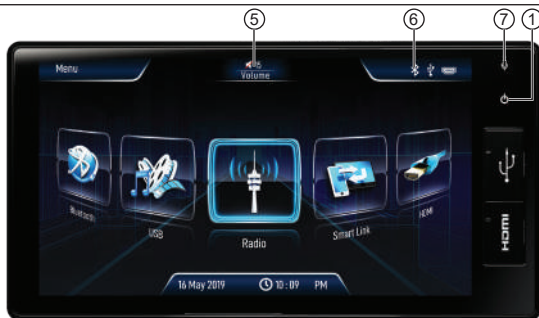 ⑤ ⑥ ⑦ ①
Menu
5
Volume
Bluetooth
USB
Radio
Smart Link
HDMI
HDMI
16 May 2019 10 : 09 PM